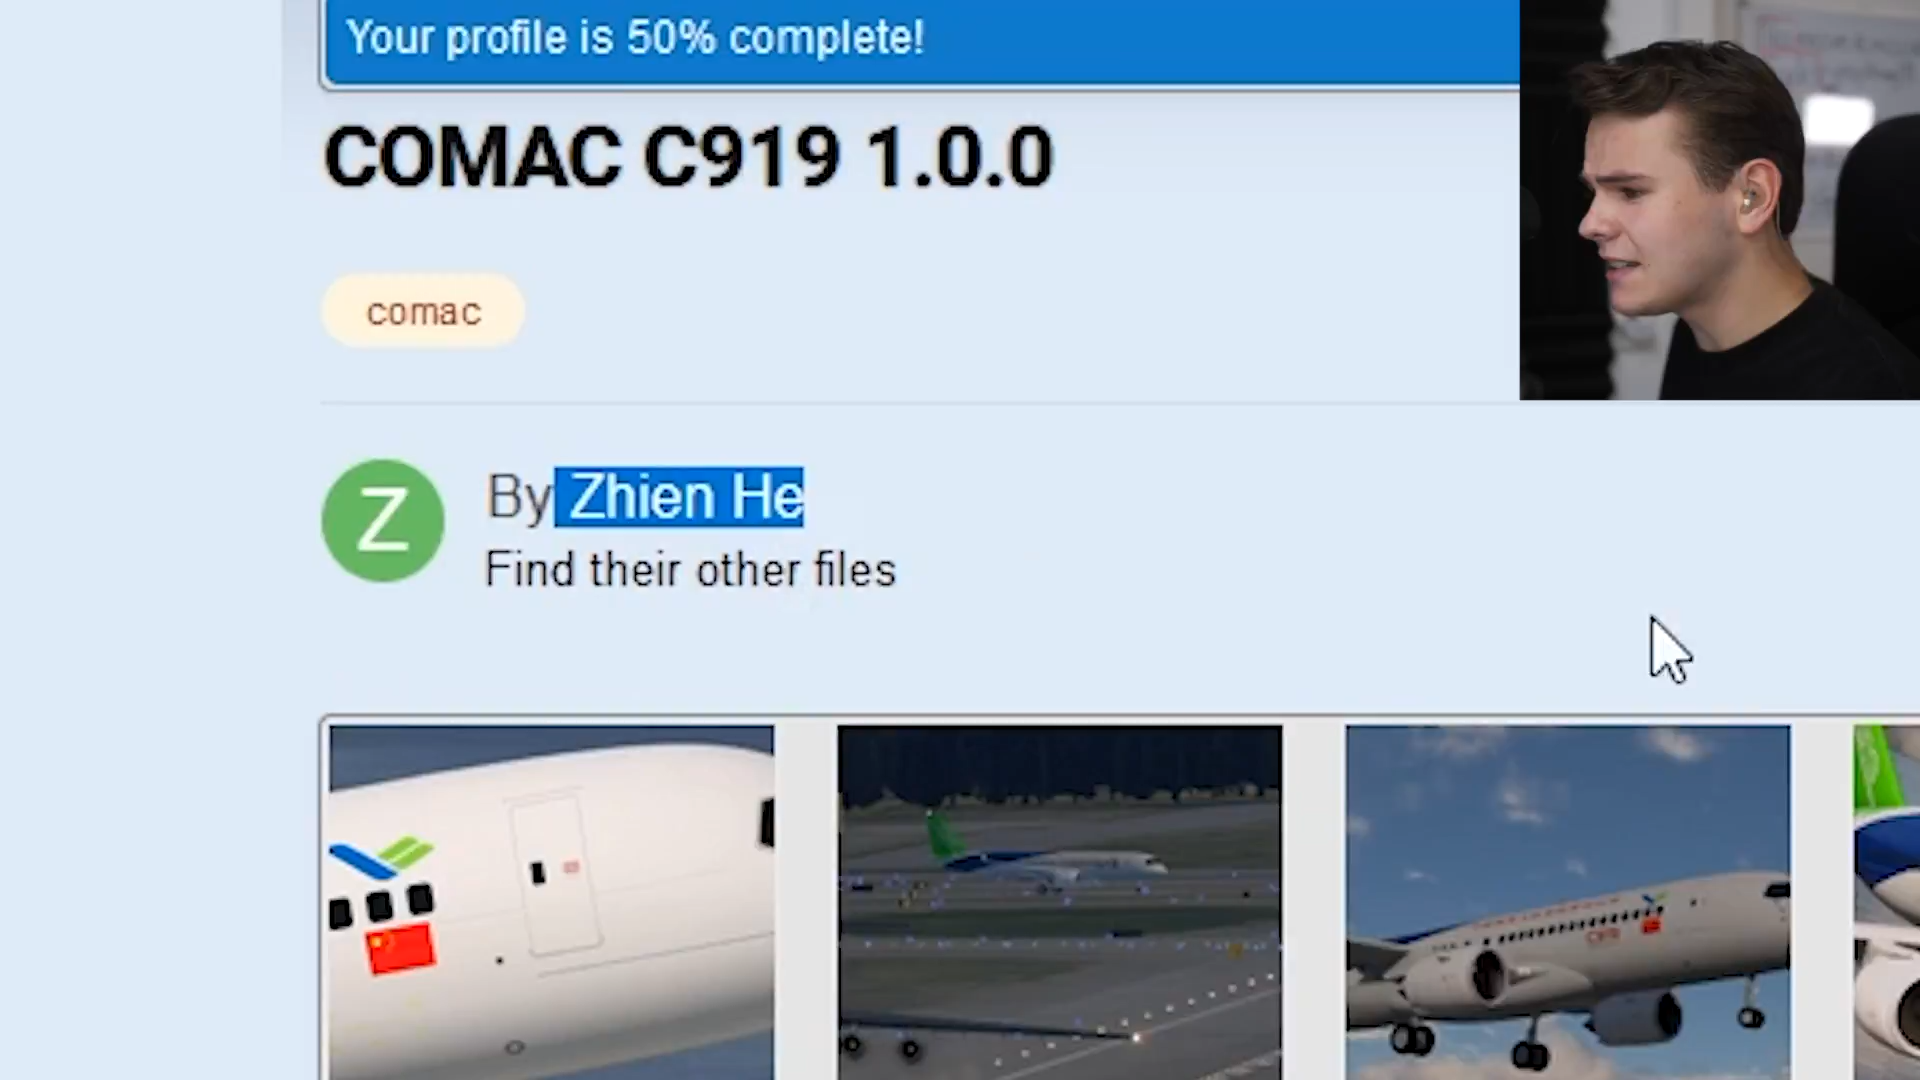 Your profile is 50% complete!
COMAC C919 1.0.0
comac
Z
By Zhien He
Find their other files